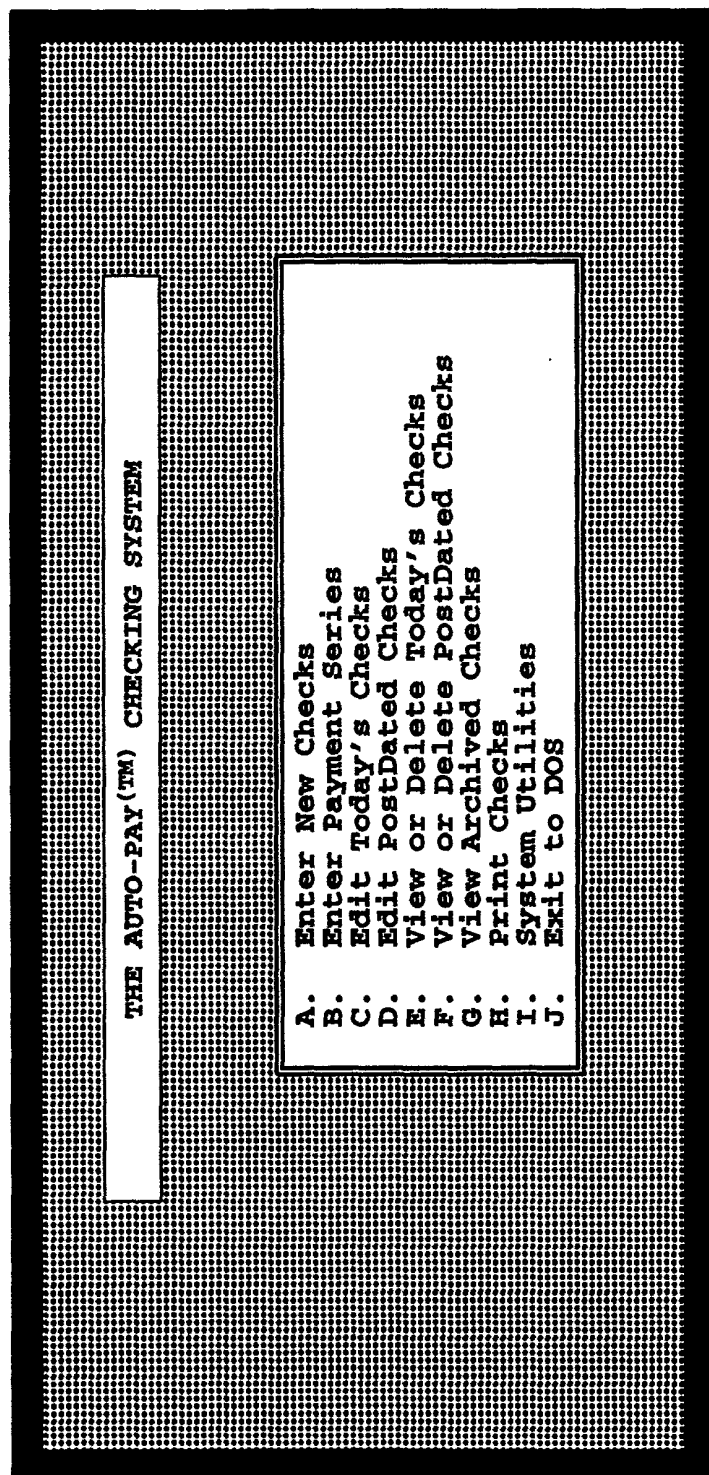 THE AUTO-PAY(TM) CHECKING SYSTEM
A. Enter New Checks
B. Enter Payment Series
C. Edit Today's Checks
D. Edit PostDated Checks
E. View or Delete Today's Checks
F. View or Delete PostDated Checks
G. View Archived Checks
H. Print Checks
I. System Utilities
J. Exit to DOS